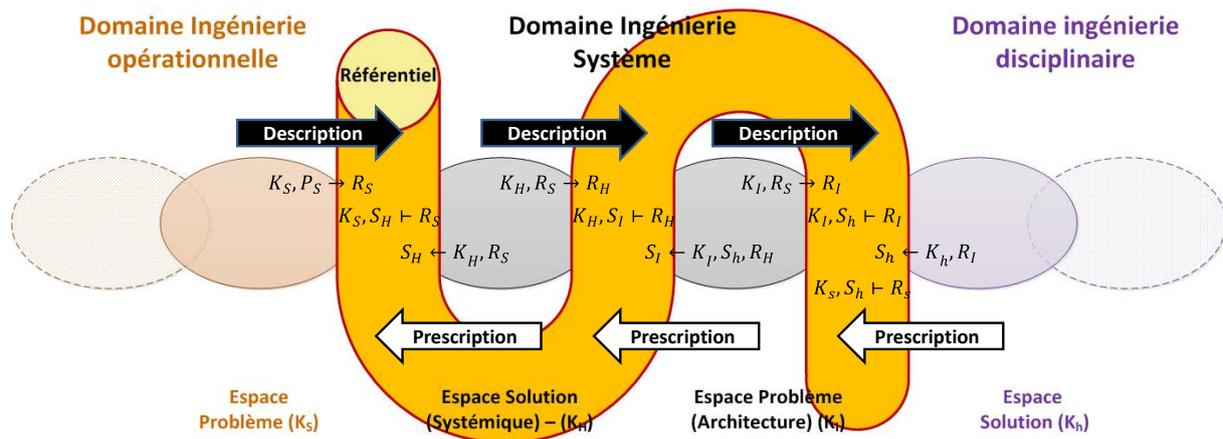 Domaine Ingénierie
opérationnelle
Domaine Ingénierie
Système
Domaine ingénierie
disciplinaire
Référentiel
Description
Description
Description
K_S, P_S → R_S
K_H, R_S → R_H
K_I, R_S → R_I
K_S, S_H ⊢ R_S
K_H, S_I ⊢ R_H
K_I, S_h ⊢ R_I
S_H ← K_H, R_S
S_I ← K_I, S_h, R_H
S_h ← K_h, R_I
K_s, S_h ⊢ R_s
Prescription
Prescription
Prescription
Espace
Problème (K_S)
Espace Solution
(Systémique) – (K_H)
Espace Problème
(Architecture) (K_I)
Espace
Solution (K_h)